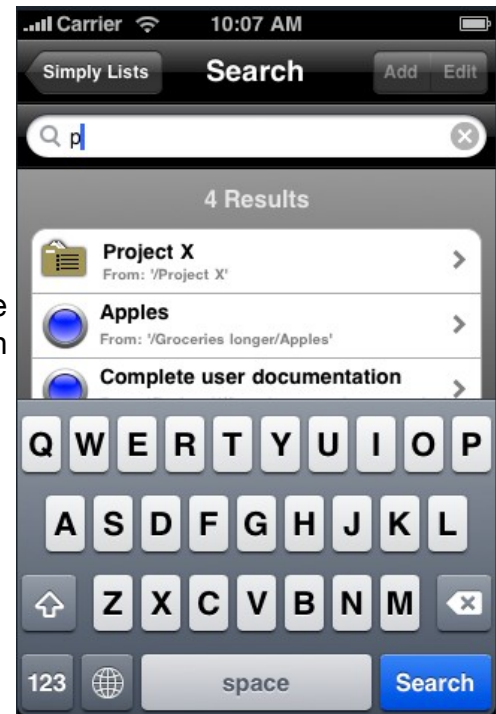 Carrier 10:07 AM
Simply Lists Search Add Edit
p
4 Results
Project X
From: '/Project X'
Apples
e
From: '/Groceries longer/Apples'
n
Complete user documentation
Q W E R T Y U I O P
A S D F G H J K L
Z X C V B N M
123 space Search